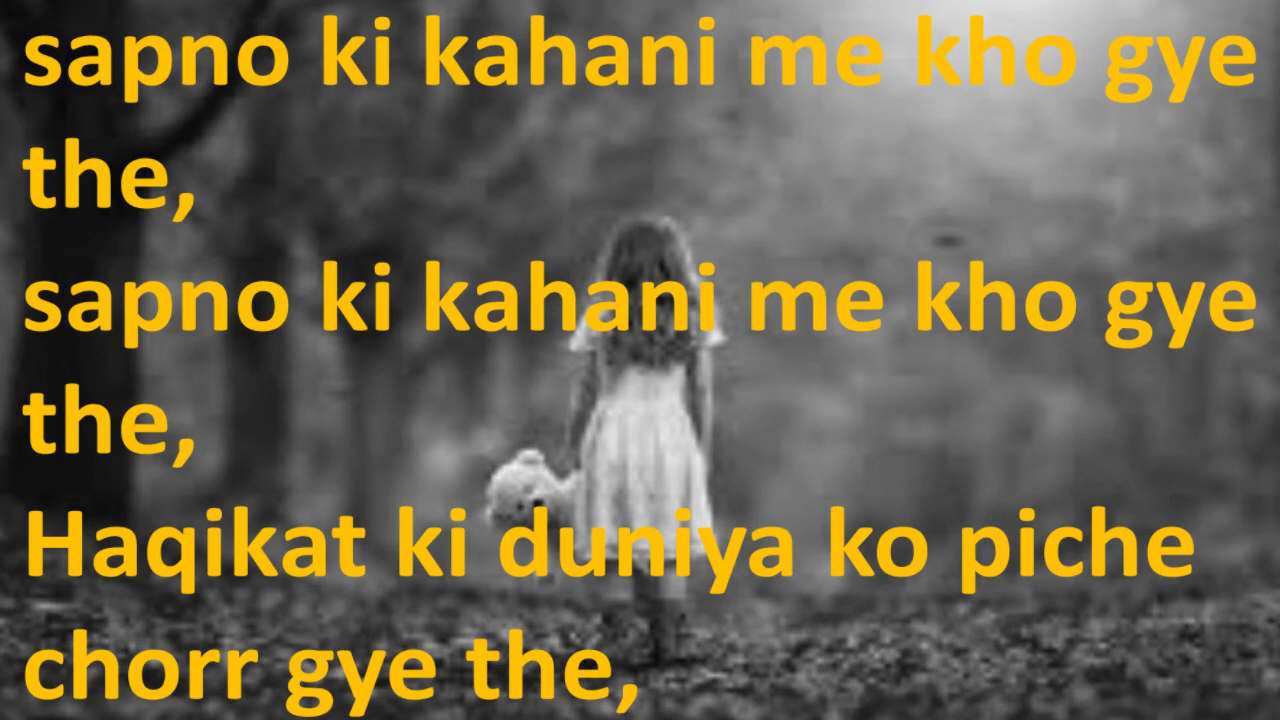 sapno ki kahani me kho gye
the,
sapno ki kahani me kho gye
the,
Haqikat ki duniya ko piche
chorr gye the,